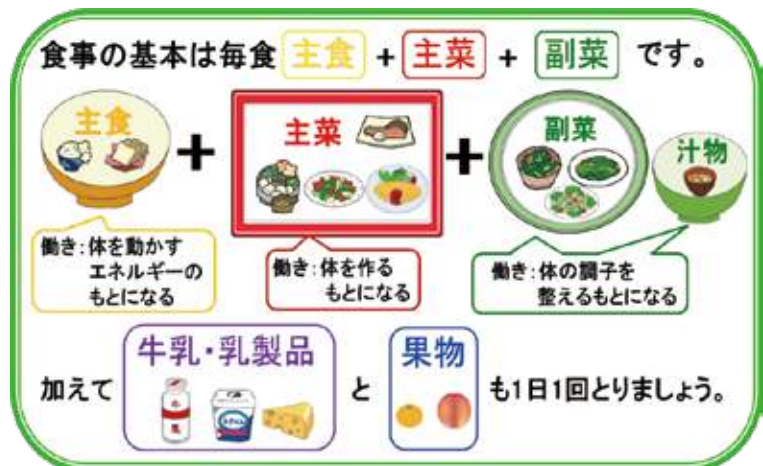 食事の基本は毎食 主食 + 主菜 + 副菜 です。
主食
+
主菜
+
副菜
汁物
働き:体を動かす
エネルギーの
もとになる
働き:体を作る
もとになる
働き:体の調子を
整えるもとになる
加えて 牛乳・乳製品 と 果物 も1日1回とりましょう。